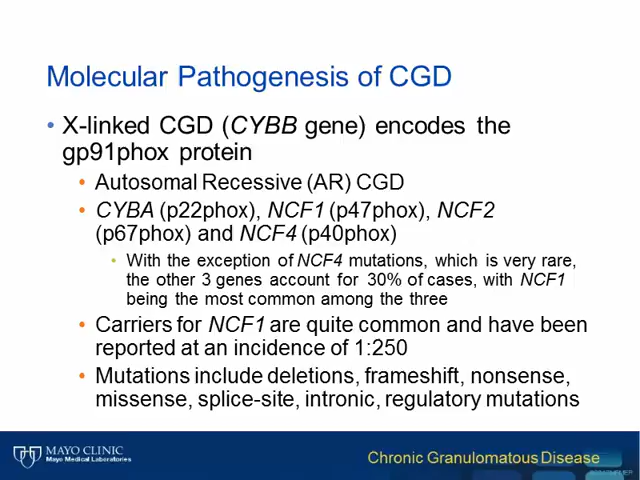 Molecular Pathogenesis of CGD
• X-linked CGD (CYBB gene) encodes the
gp91phox protein
• Autosomal Recessive (AR) CGD
• CYBA (p22phox), NCF1 (p47phox), NCF2
(p67phox) and NCF4 (p40phox)
• With the exception of NCF4 mutations, which is very rare,
the other 3 genes account for 30% of cases, with NCF1
being the most common among the three
• Carriers for NCF1 are quite common and have been
reported at an incidence of 1:250
• Mutations include deletions, frameshift, nonsense,
missense, splice-site, intronic, regulatory mutations
MAYO CLINIC
Mayo Medical Laboratories
Chronic Granulomatous Disease